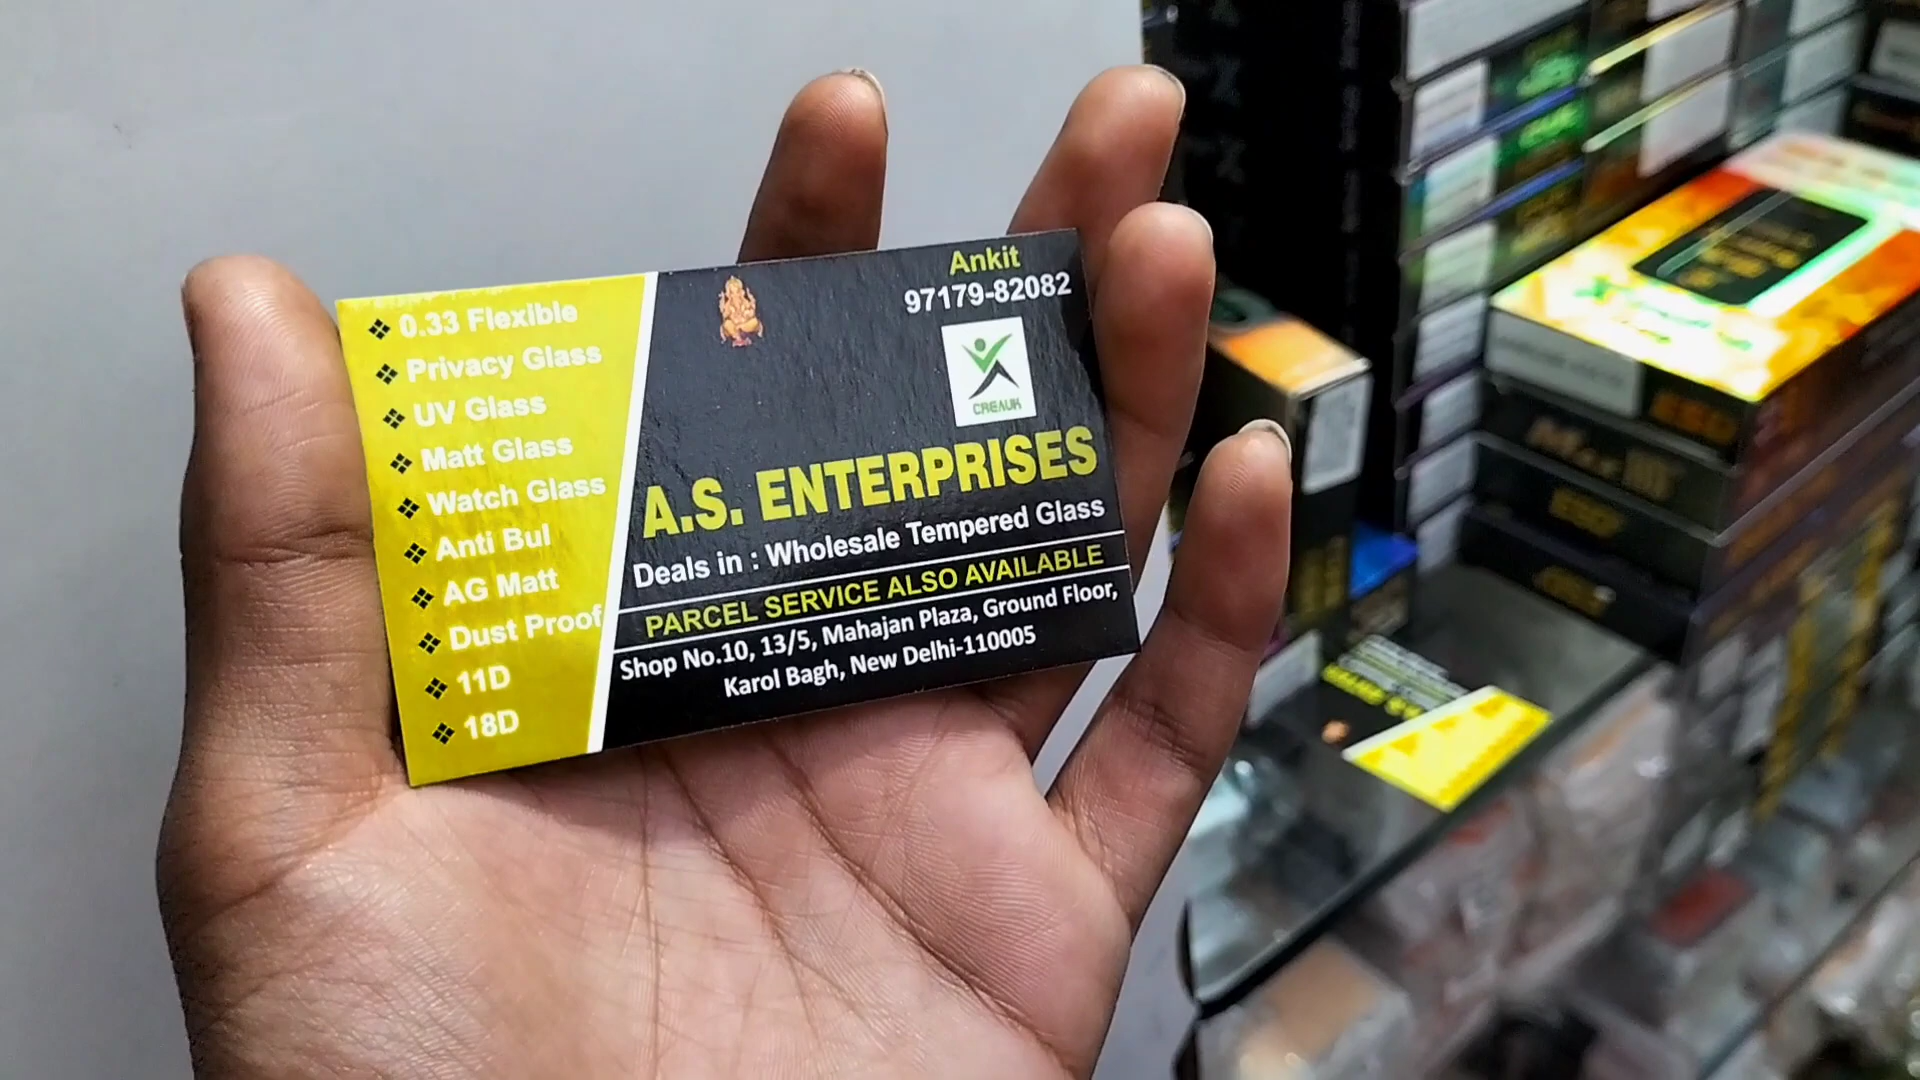 0.33 Flexible
Privacy Glass
UV Glass
Matt Glass
Watch Glass
Anti Bul
AG Matt
Dust Proof
11D
18D
Ankit
97179-82082
CREAUK
A.S. ENTERPRISES
Deals in : Wholesale Tempered Glass
PARCEL SERVICE ALSO AVAILABLE
Shop No.10, 13/5, Mahajan Plaza, Ground Floor,
Karol Bagh, New Delhi-110005